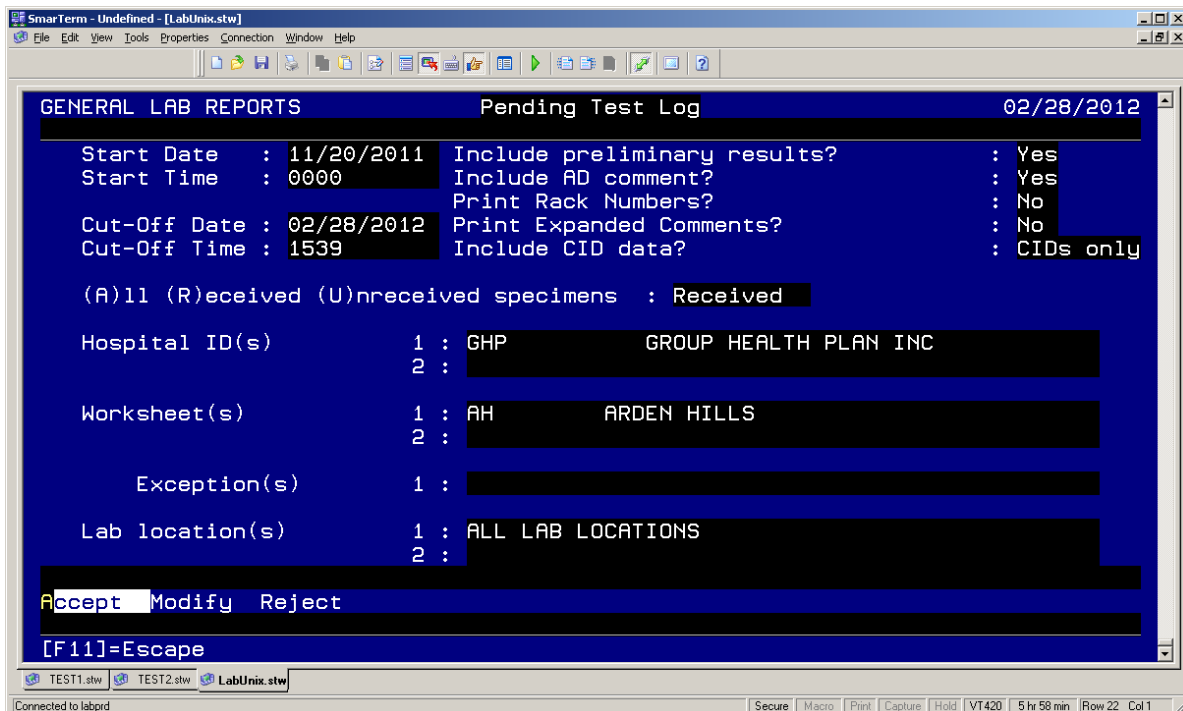 SmarTerm - Undefined - [LabUnix.stw]
File Edit View Tools Properties Connection Window Help
GENERAL LAB REPORTS Pending Test Log 02/28/2012
Start Date : 11/20/2011 Include preliminary results? : Yes
Start Time : 0000 Include AD comment? : Yes
Print Rack Numbers? : No
Cut-Off Date : 02/28/2012 Print Expanded Comments? : No
Cut-Off Time : 1539 Include CID data? : CIDs only
(A)ll (R)eceived (U)nreceived specimens : Received
Hospital ID(s) 1 : GHP GROUP HEALTH PLAN INC
2 :
Worksheet(s) 1 : AH ARDEN HILLS
2 :
Exception(s) 1 :
Lab location(s) 1 : ALL LAB LOCATIONS
2 :
Accept Modify Reject
[F11]=Escape
TEST1.stw TEST2.stw LabUnix.stw
Connected to labprd Secure Macro Print Capture Hold VT420 5 hr 58 min Row 22 Col 1